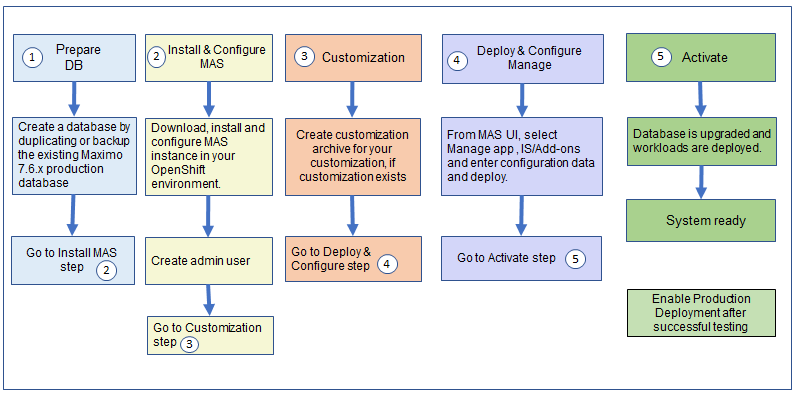 1 Prepare
DB
Create a database by
duplicating or backup
the existing Maximo
7.6.x production
database
Go to Install MAS
step 2
2 Install & Configure
MAS
Download, install and
configure MAS
instance in your
OpenShift
environment.
Create admin user
Go to Customization
step 3
3 Customization
Create customization
archive for your
customization, if
customization exists
Go to Deploy &
Configure step 4
4 Deploy & Configure
Manage
From MAS UI, select
Manage app , IS/Add-ons
and enter configuration data
and deploy.
Go to Activate step 5
5 Activate
Database is upgraded and
workloads are deployed.
System ready
Enable Production
Deployment after
successful testing